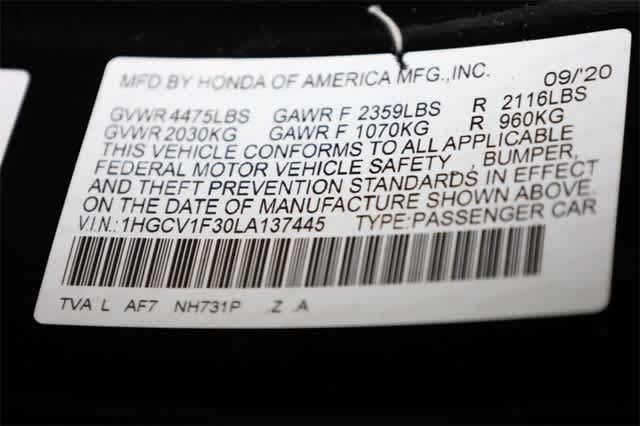 MFD BY HONDA OF AMERICA MFG.,INC. 09/'20
GVWR 4475LBS GAWR F 2359LBS R 2116LBS
GVWR 2030KG GAWR F 1070KG R 960KG
THIS VEHICLE CONFORMS TO ALL APPLICABLE
FEDERAL MOTOR VEHICLE SAFETY , BUMPER,
AND THEFT PREVENTION STANDARDS IN EFFECT
ON THE DATE OF MANUFACTURE SHOWN ABOVE.
V.I.N.: 1HGCV1F30LA137445 TYPE:PASSENGER CAR
TVA L AF7 NH731P Z A